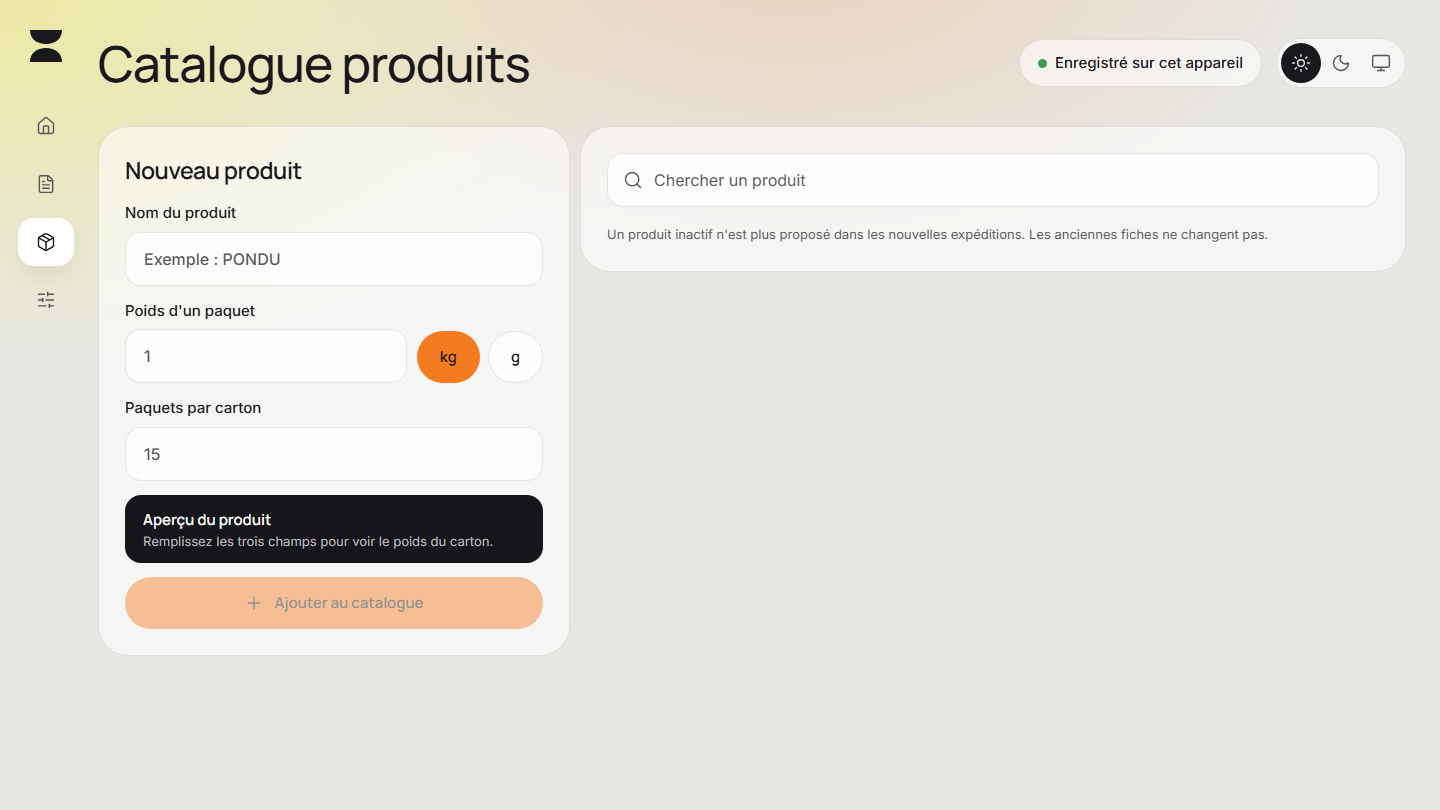 Catalogue produits
Enregistré sur cet appareil
Nouveau produit
Nom du produit
Exemple : PONDU
Poids d'un paquet
1
kg
g
Paquets par carton
15
Aperçu du produit
Remplissez les trois champs pour voir le poids du carton.
Ajouter au catalogue
Chercher un produit
Un produit inactif n'est plus proposé dans les nouvelles expéditions. Les anciennes fiches ne changent pas.